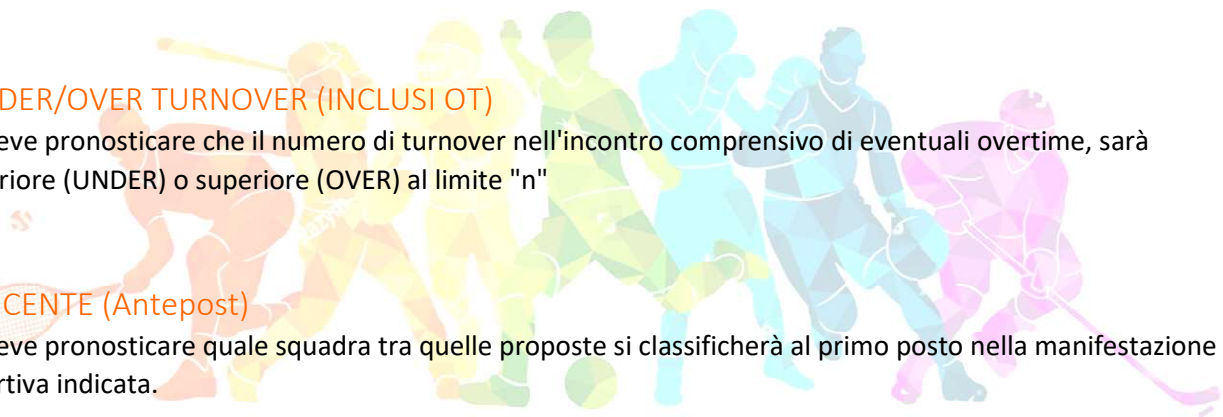 DER/OVER TURNOVER (INCLUSI OT)
eve pronosticare che il numero di turnover nell'incontro comprensivo di eventuali overtime, sarà
riore (UNDER) o superiore (OVER) al limite "n"
CENTE (Antepost)
eve pronosticare quale squadra tra quelle proposte si classificherà al primo posto nella manifestazione
rtiva indicata.